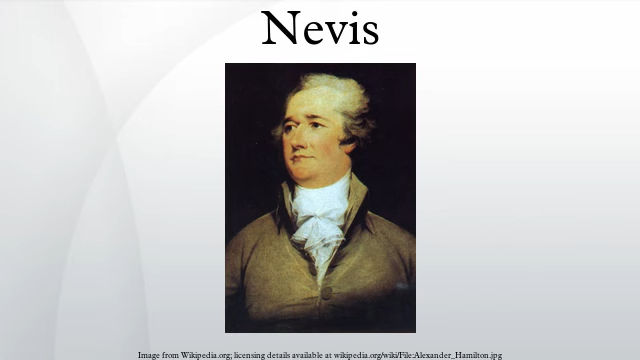 Nevis
Image from Wikipedia.org; licensing details available at wikipedia.org/wiki/File:Alexander_Hamilton.jpg